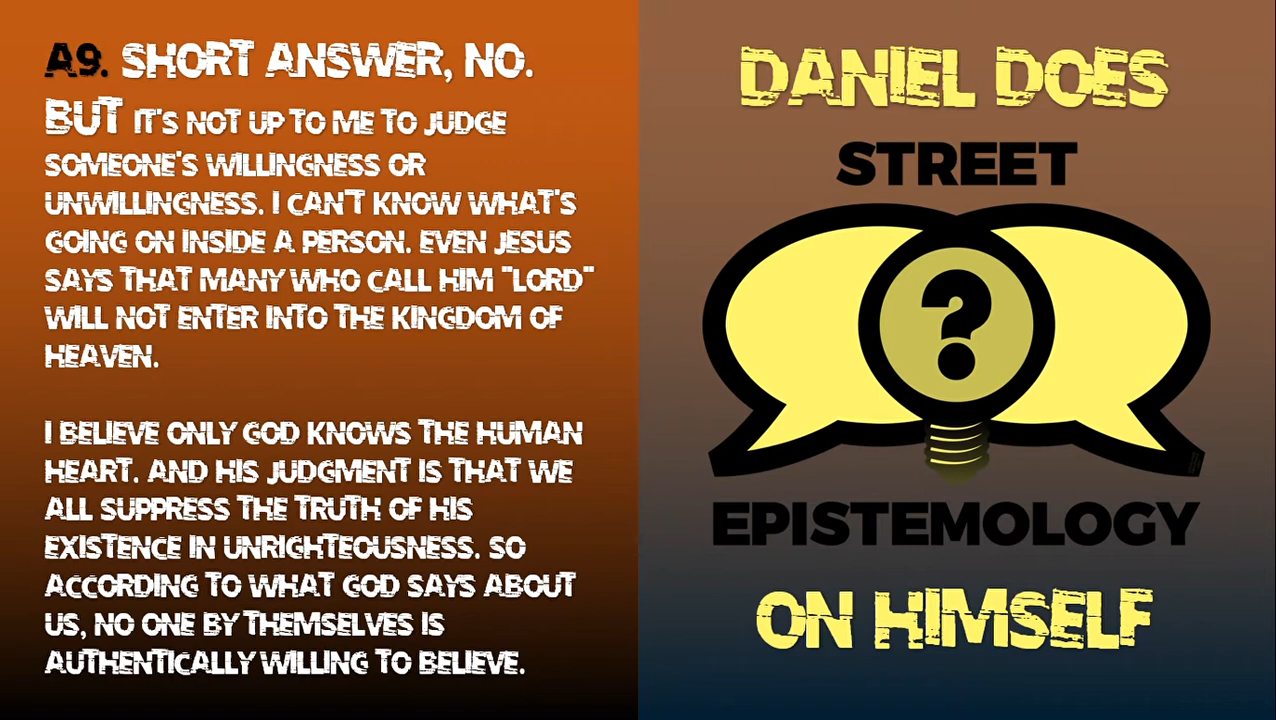 A9. SHORT ANSWER, NO.
BUT IT'S NOT UP TO ME TO JUDGE
SOMEONE'S WILLINGNESS OR
UNWILLINGNESS. I CAN'T KNOW WHAT'S
GOING ON INSIDE A PERSON. EVEN JESUS
SAYS THAT MANY WHO CALL HIM "LORD"
WILL NOT ENTER INTO THE KINGDOM OF
HEAVEN.
I BELIEVE ONLY GOD KNOWS THE HUMAN
HEART. AND HIS JUDGMENT IS THAT WE
ALL SUPPRESS THE TRUTH OF HIS
EXISTENCE IN UNRIGHTEOUSNESS. SO
ACCORDING TO WHAT GOD SAYS ABOUT
US, NO ONE BY THEMSELVES IS
AUTHENTICALLY WILLING TO BELIEVE.
DANIEL DOES
STREET
?
EPISTEMOLOGY
ON HIMSELF